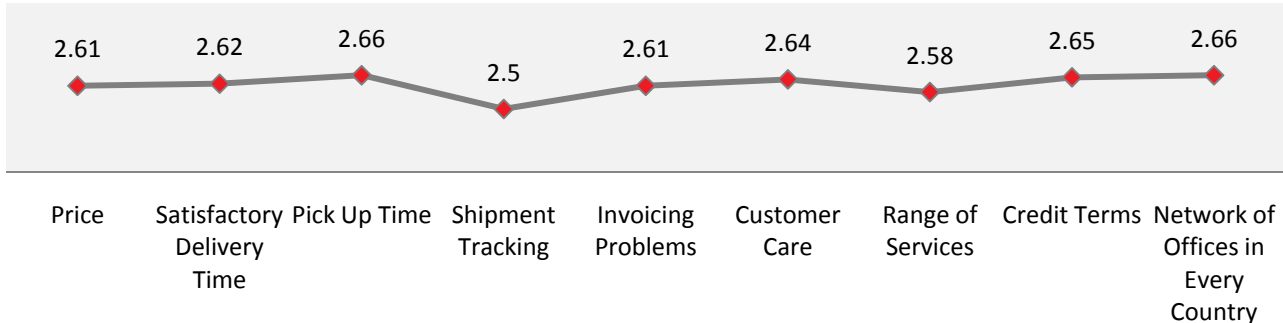 2.61
2.62
2.66
2.5
2.61
2.64
2.58
2.65
2.66
Price
Satisfactory
Delivery
Time
Pick Up Time
Shipment
Tracking
Invoicing
Problems
Customer
Care
Range of
Services
Credit Terms
Network of
Offices in
Every
Country